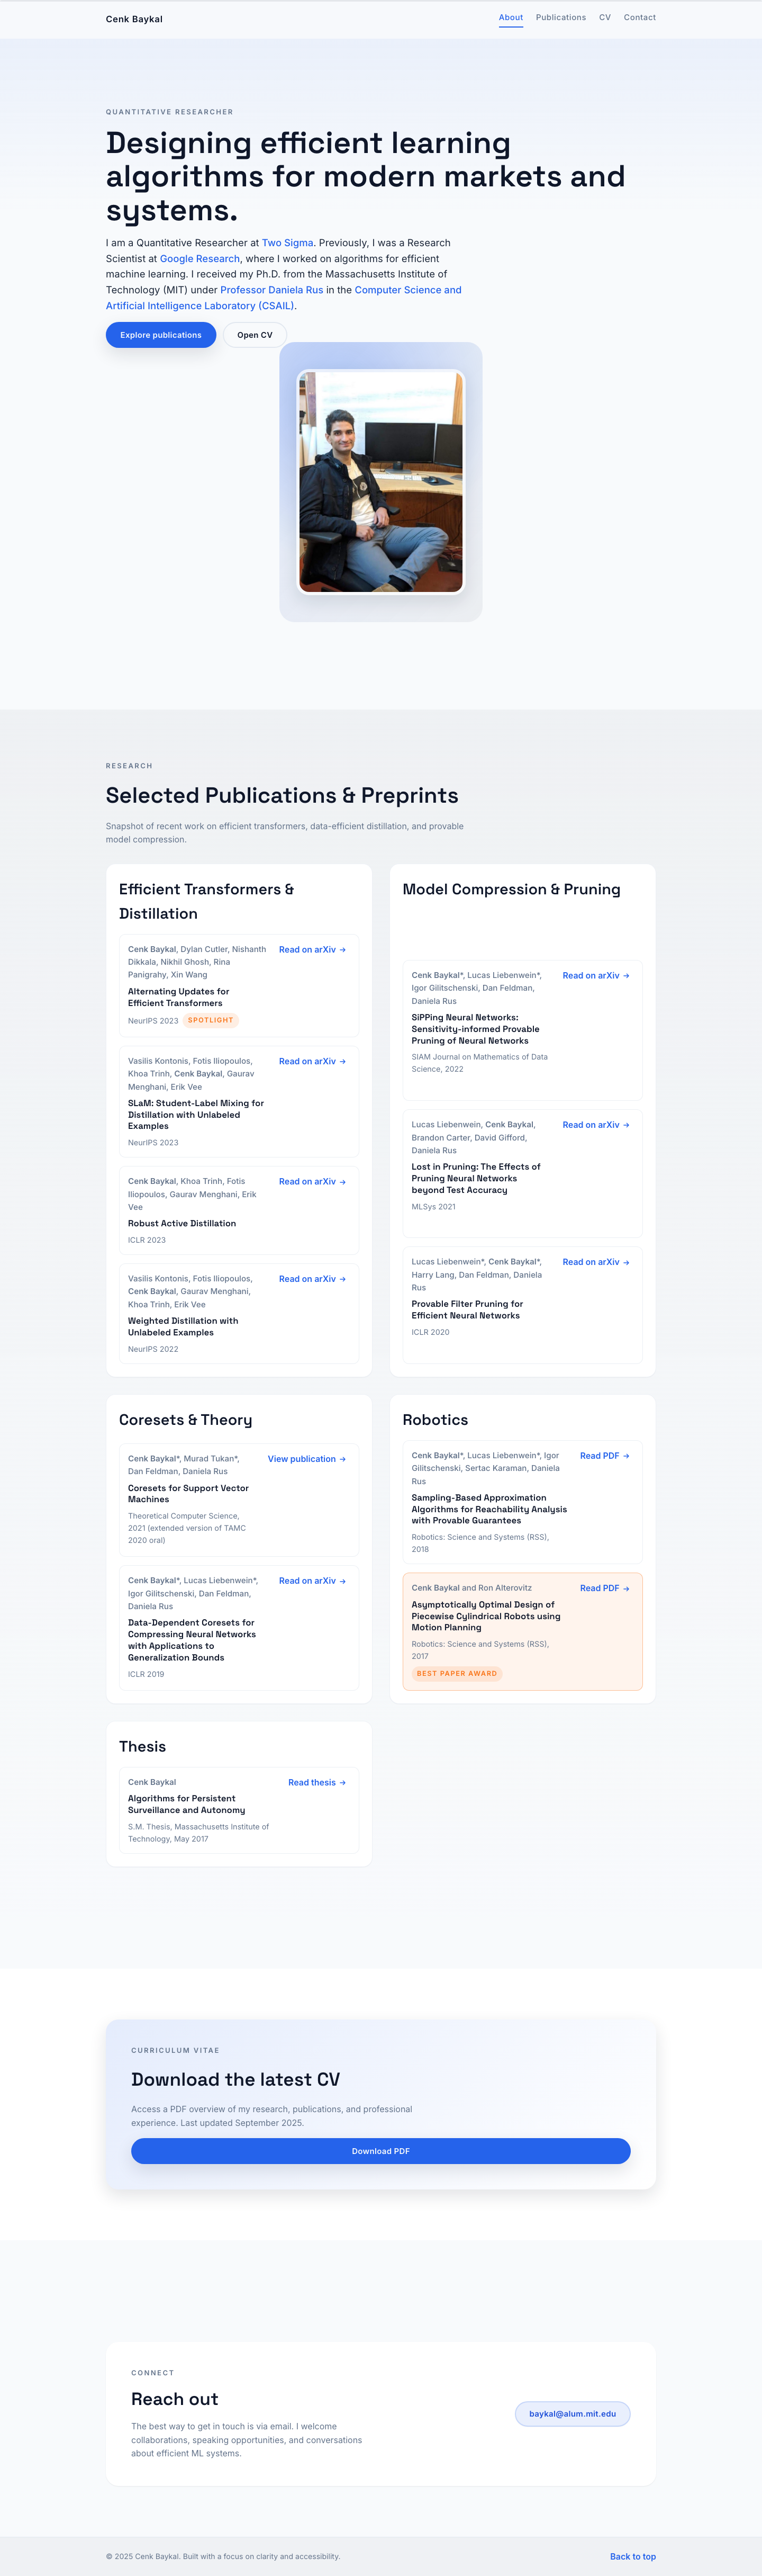 Cenk Baykal
About Publications CV Contact
QUANTITATIVE RESEARCHER
Designing efficient learning
algorithms for modern markets and
systems.
I am a Quantitative Researcher at Two Sigma. Previously, I was a Research
Scientist at Google Research, where I worked on algorithms for efficient
machine learning. I received my Ph.D. from the Massachusetts Institute of
Technology (MIT) under Professor Daniela Rus in the Computer Science and
Artificial Intelligence Laboratory (CSAIL).
Explore publications
Open CV
RESEARCH
Selected Publications & Preprints
Snapshot of recent work on efficient transformers, data-efficient distillation, and provable
model compression.
Efficient Transformers &
Distillation
Cenk Baykal, Dylan Cutler, Nishanth
Dikkala, Nikhil Ghosh, Rina
Panigrahy, Xin Wang
Read on arXiv →
Alternating Updates for
Efficient Transformers
NeurIPS 2023 SPOTLIGHT
Vasilis Kontonis, Fotis Iliopoulos,
Khoa Trinh, Cenk Baykal, Gaurav
Menghani, Erik Vee
Read on arXiv →
SLaM: Student-Label Mixing for
Distillation with Unlabeled
Examples
NeurIPS 2023
Cenk Baykal, Khoa Trinh, Fotis
Iliopoulos, Gaurav Menghani, Erik
Vee
Read on arXiv →
Robust Active Distillation
ICLR 2023
Vasilis Kontonis, Fotis Iliopoulos,
Cenk Baykal, Gaurav Menghani,
Khoa Trinh, Erik Vee
Read on arXiv →
Weighted Distillation with
Unlabeled Examples
NeurIPS 2022
Model Compression & Pruning
Cenk Baykal*, Lucas Liebenwein*,
Igor Gilitschenski, Dan Feldman,
Daniela Rus
Read on arXiv →
SiPPing Neural Networks:
Sensitivity-informed Provable
Pruning of Neural Networks
SIAM Journal on Mathematics of Data
Science, 2022
Lucas Liebenwein, Cenk Baykal,
Brandon Carter, David Gifford,
Daniela Rus
Read on arXiv →
Lost in Pruning: The Effects of
Pruning Neural Networks
beyond Test Accuracy
MLSys 2021
Lucas Liebenwein*, Cenk Baykal*,
Harry Lang, Dan Feldman, Daniela
Rus
Read on arXiv →
Provable Filter Pruning for
Efficient Neural Networks
ICLR 2020
Coresets & Theory
Cenk Baykal*, Murad Tukan*,
Dan Feldman, Daniela Rus
View publication →
Coresets for Support Vector
Machines
Theoretical Computer Science,
2021 (extended version of TAMC
2020 oral)
Cenk Baykal*, Lucas Liebenwein*,
Igor Gilitschenski, Dan Feldman,
Daniela Rus
Read on arXiv →
Data-Dependent Coresets for
Compressing Neural Networks
with Applications to
Generalization Bounds
ICLR 2019
Robotics
Cenk Baykal*, Lucas Liebenwein*, Igor
Gilitschenski, Sertac Karaman, Daniela
Rus
Read PDF →
Sampling-Based Approximation
Algorithms for Reachability Analysis
with Provable Guarantees
Robotics: Science and Systems (RSS),
2018
Cenk Baykal and Ron Alterovitz
Read PDF →
Asymptotically Optimal Design of
Piecewise Cylindrical Robots using
Motion Planning
Robotics: Science and Systems (RSS),
2017
BEST PAPER AWARD
Thesis
Cenk Baykal
Read thesis →
Algorithms for Persistent
Surveillance and Autonomy
S.M. Thesis, Massachusetts Institute of
Technology, May 2017
CURRICULUM VITAE
Download the latest CV
Access a PDF overview of my research, publications, and professional
experience. Last updated September 2025.
Download PDF
CONNECT
Reach out
The best way to get in touch is via email. I welcome
collaborations, speaking opportunities, and conversations
about efficient ML systems.
baykal@alum.mit.edu
© 2025 Cenk Baykal. Built with a focus on clarity and accessibility.
Back to top